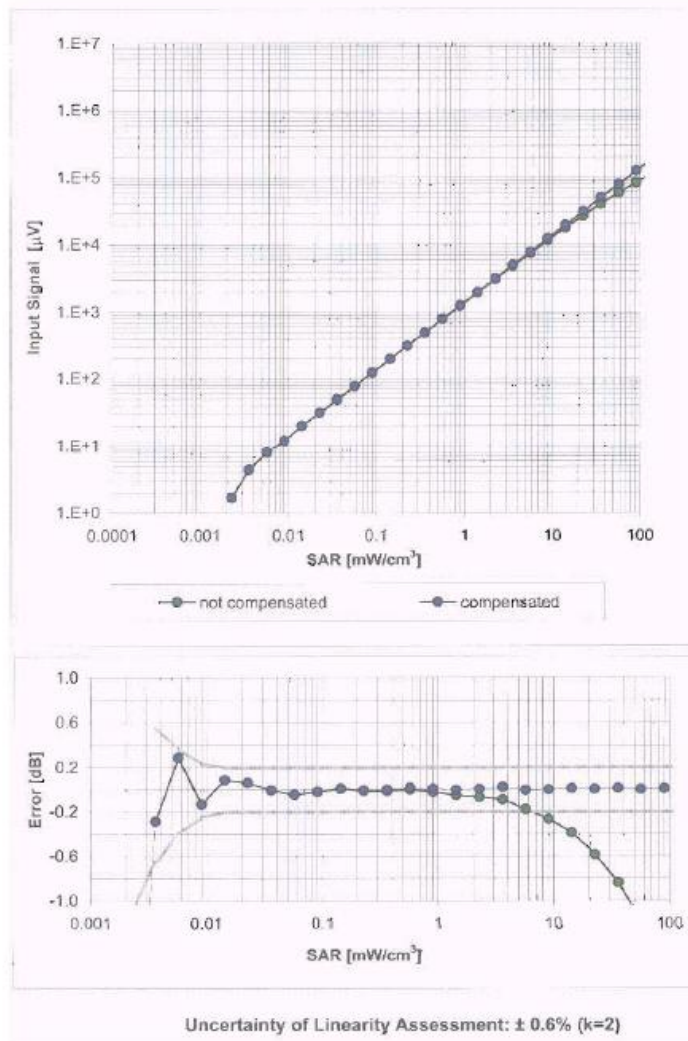 1.E+7
1.E+6
1.E+5
1.E+4
1.E+3
1.E+2
1.E+1
1.E+0
Input Signal [µV]
0.0001 0.001 0.01 0.1 1 10 100
SAR [mW/cm³]
not compensated compensated
1.0
0.6
0.2
-0.2
-0.6
-1.0
Error [dB]
0.001 0.01 0.1 1 10 100
SAR [mW/cm³]
Uncertainty of Linearity Assessment: ± 0.6% (k=2)